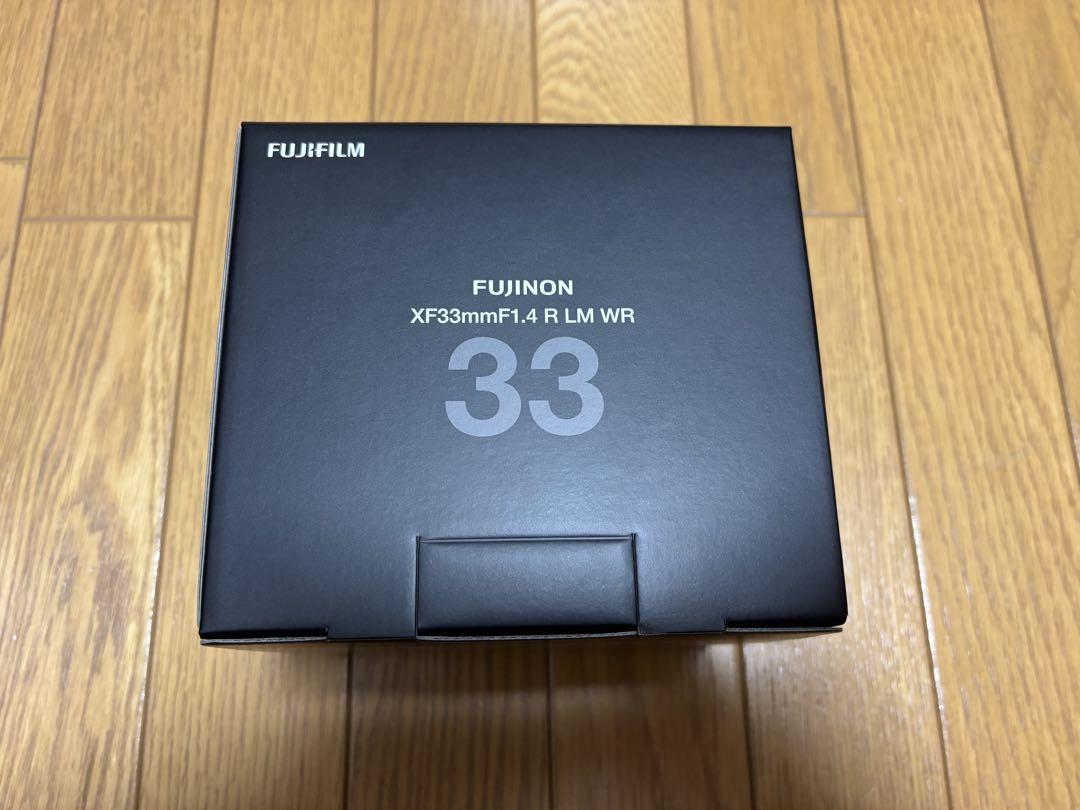 FUJIFILM
FUJINON
XF33mmF1.4 R LM WR
33